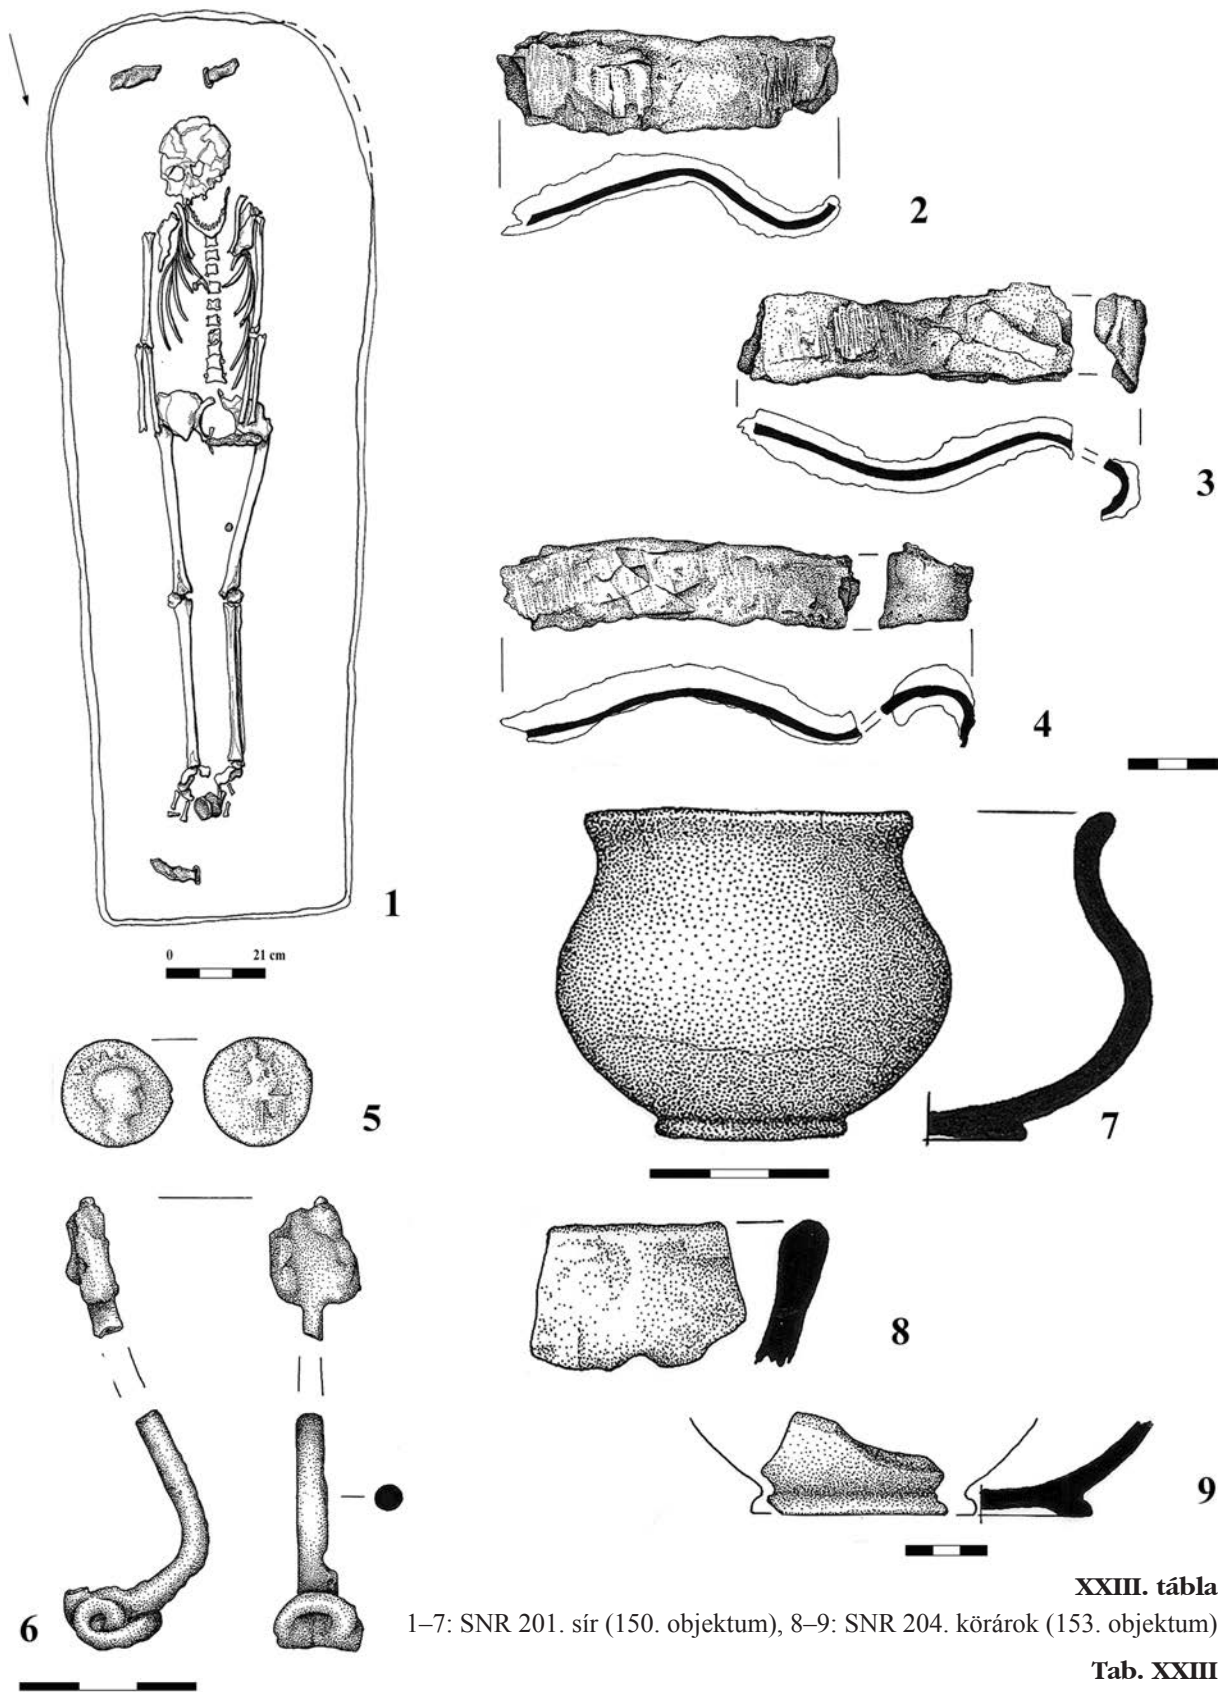 2
3
4
1
0 21 cm
5
7
8
9
6
XXIII. tábla
1–7: SNR 201. sír (150. objektum), 8–9: SNR 204. körárok (153. objektum)
Tab. XXIII